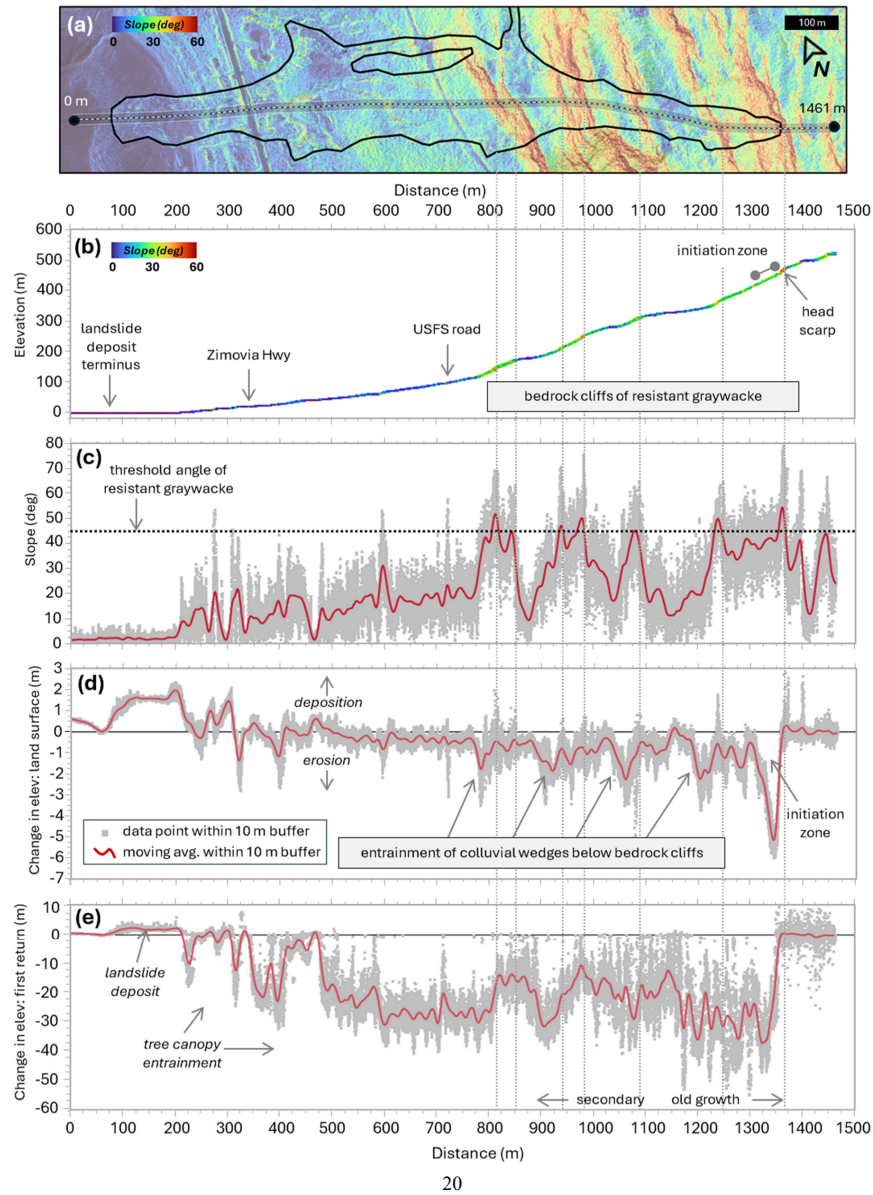 (a)
Slope (deg)
0 30 60
100 m
N
0 m
1461 m
Distance (m)
0 100 200 300 400 500 600 700 800 900 1000 1100 1200 1300 1400 1500
(b)
Slope (deg)
0 30 60
600
500
400
300
200
100
0
Elevation (m)
landslide
deposit
terminus
Zimovia Hwy
USFS road
initiation zone
head
scarp
bedrock cliffs of resistant graywacke
(c)
80
70
60
50
40
30
20
10
0
Slope (deg)
threshold angle of
resistant graywacke
(d)
3
2
1
0
-1
-2
-3
-4
-5
-6
-7
Change in elev: land surface (m)
deposition
erosion
data point within 10 m buffer
moving avg. within 10 m buffer
entrainment of colluvial wedges below bedrock cliffs
initiation
zone
(e)
10
0
-10
-20
-30
-40
-50
-60
Change in elev: first return (m)
landslide
deposit
tree canopy
entrainment
secondary
old growth
0 100 200 300 400 500 600 700 800 900 1000 1100 1200 1300 1400 1500
Distance (m)
20